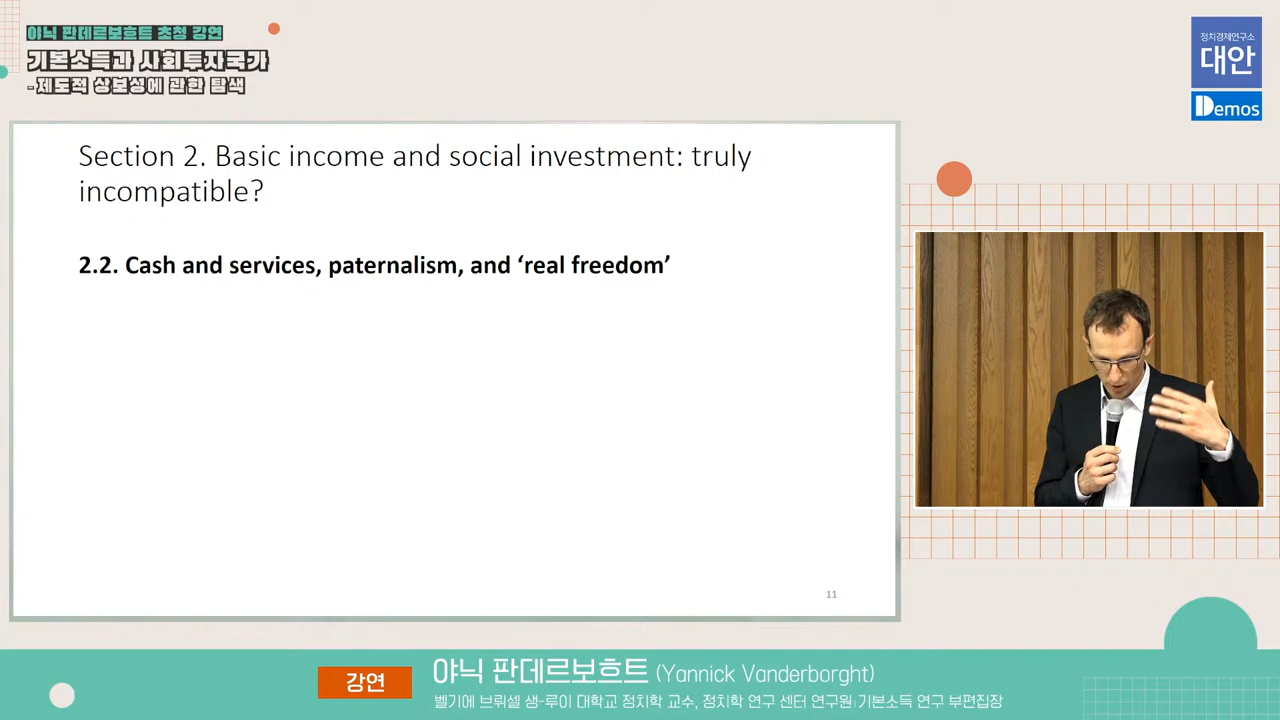 야닉 판데르보흐트 초청 강연
기본소득과 사회투자국가
- 제도적 상보성에 관한 탐색
정치경제연구소
대안
Demos
Section 2. Basic income and social investment: truly
incompatible?
2.2. Cash and services, paternalism, and ‘real freedom’
11
강연
야닉 판데르보흐트 (Yannick Vanderborght)
벨기에 브뤼셀 생-루이 대학교 정치학 교수, 정치학 연구 센터 연구원, 기본소득 연구 부편집장